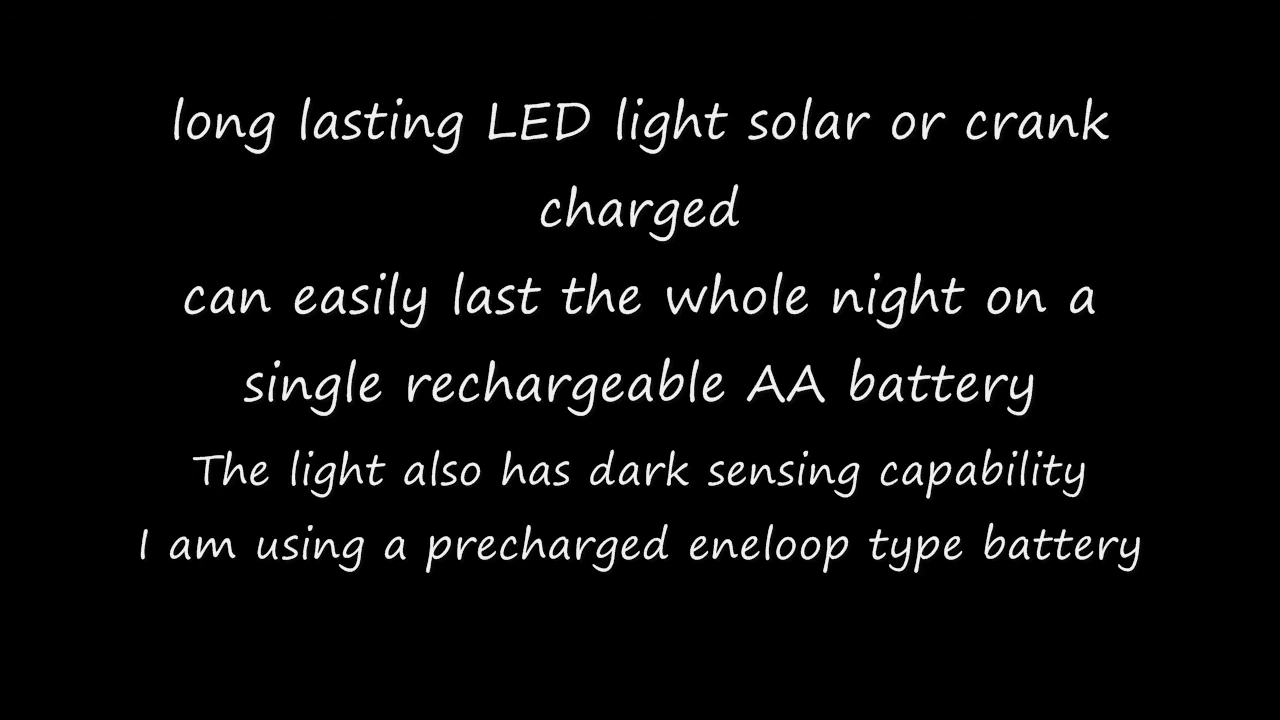 long lasting LED light solar or crank
charged
can easily last the whole night on a
single rechargeable AA battery
The light also has dark sensing capability
I am using a precharged eneloop type battery